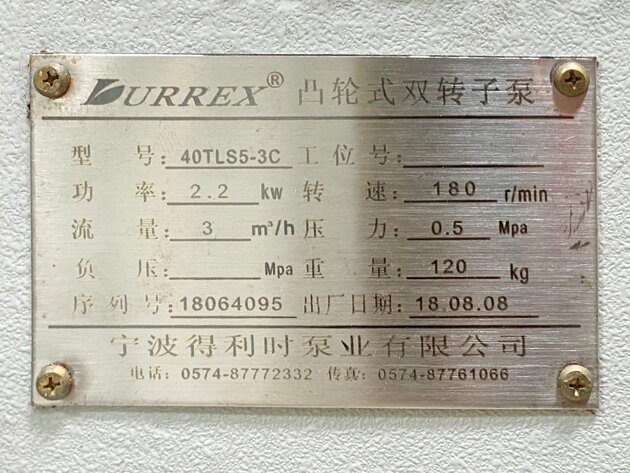 DURREX® 凸轮式双转子泵
型号: 40TLS5-3C 工位号:
功率: 2.2 kw 转速: 180 r/min
流量: 3 m³/h 压力: 0.5 Mpa
负压: Mpa 重量: 120 kg
序列号: 18064095 出厂日期: 18.08.08
宁波得利时泵业有限公司
电话: 0574-87772332 传真: 0574-87761066